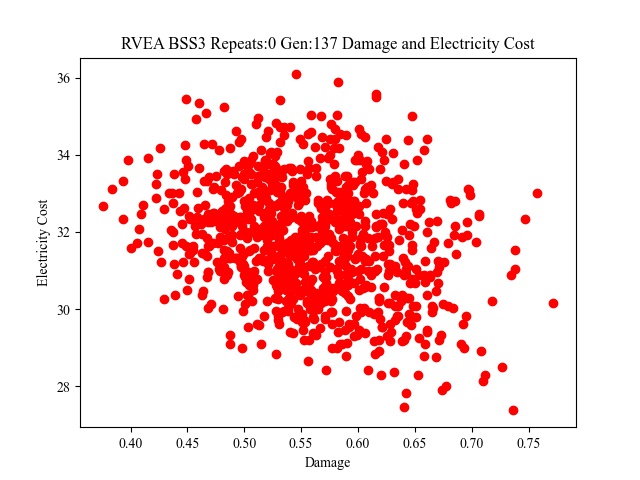 RVEA BSS3 Repeats:0 Gen:137 Damage and Electricity Cost
36
34
32
30
28
Electricity Cost
0.40 0.45 0.50 0.55 0.60 0.65 0.70 0.75
Damage